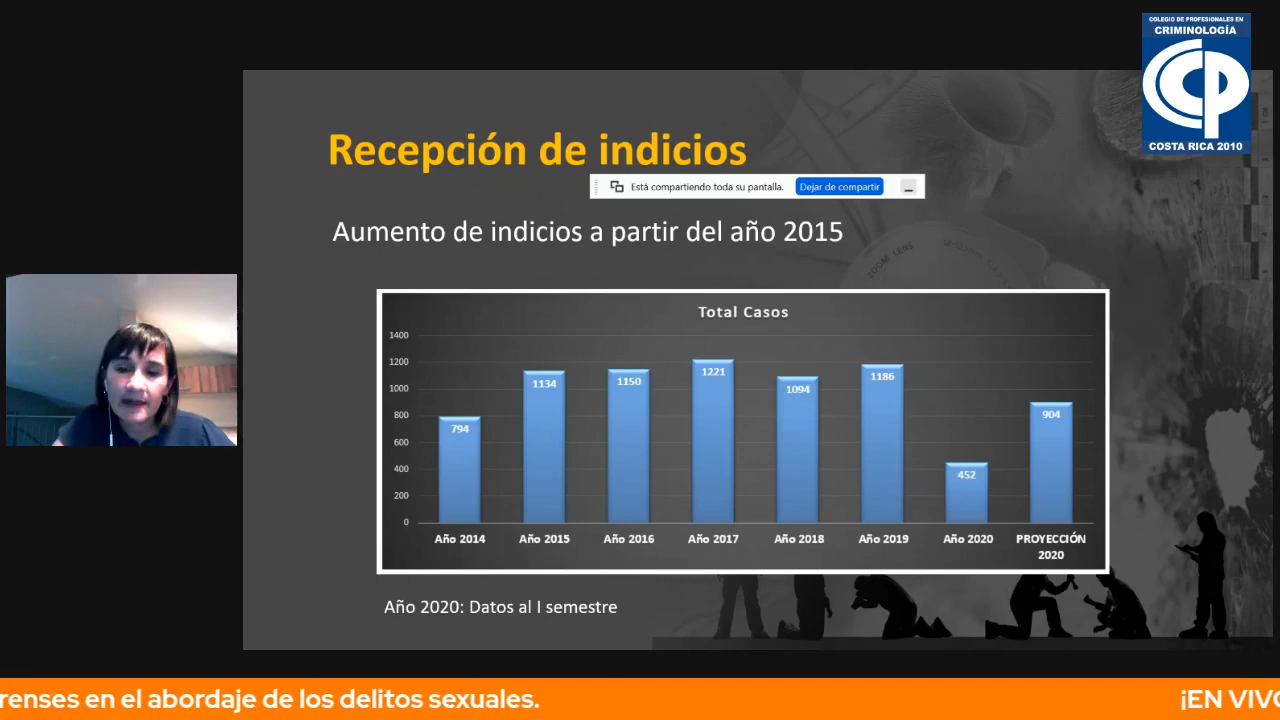 COLEGIO DE PROFESIONALES EN
CRIMINOLOGÍA
COSTA RICA 2010
Recepción de indicios
Está compartiendo toda su pantalla.
Dejar de compartir
Aumento de indicios a partir del año 2015
ZOOM LENS
Total Casos
1400
1200
1000
800
600
400
200
0
794
1134
1150
1221
1094
1186
452
904
Año 2014
Año 2015
Año 2016
Año 2017
Año 2018
Año 2019
Año 2020
PROYECCIÓN
2020
Año 2020: Datos al I semestre
renses en el abordaje de los delitos sexuales.
¡EN VIVO